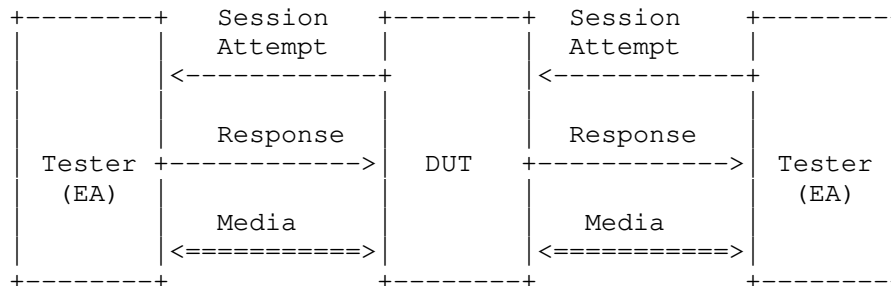 +--------+ Session +--------+ Session +--------
| | Attempt | | Attempt |
| |<------------+ |<------------+
| | | | |
| | Response | | Response |
| Tester +------------>| DUT +------------>| Tester
| (EA) | | | | (EA)
| | Media | | Media |
| |<===========>| |<===========>|
+--------+ +--------+ +--------